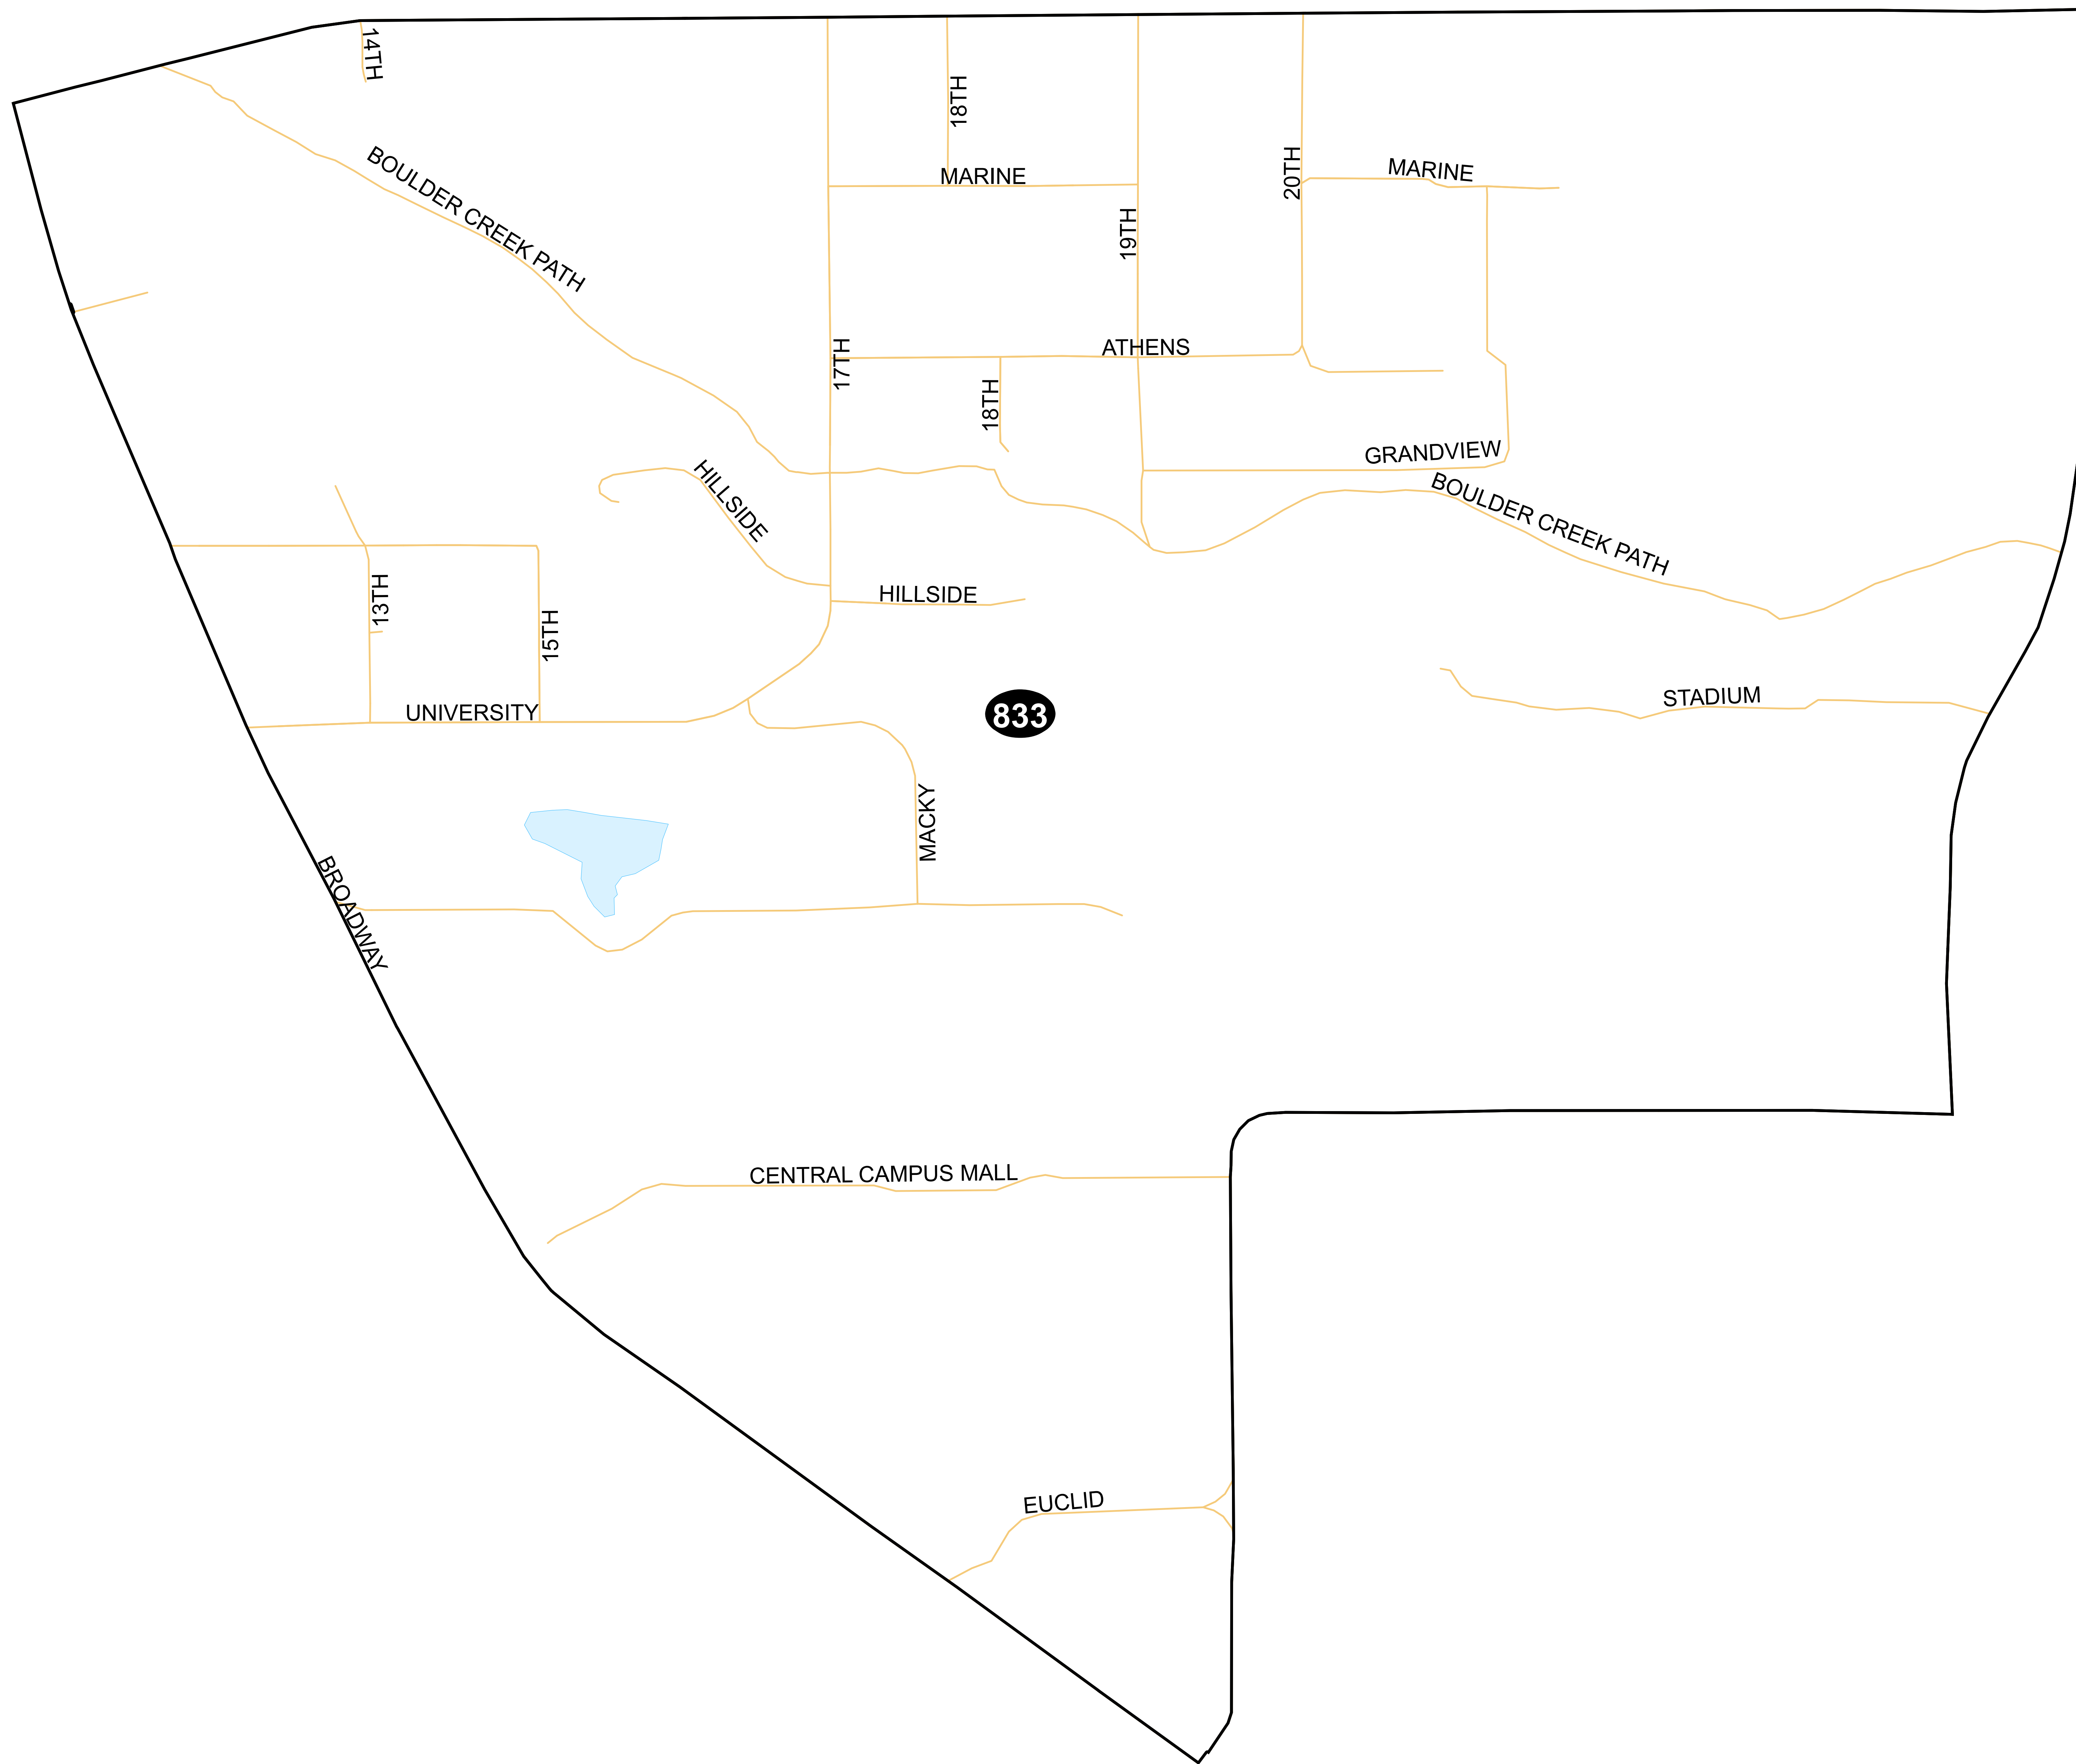 14TH
18TH
BOULDER CREEK PATH
MARINE
20TH
MARINE
19TH
17TH
ATHENS
18TH
GRANDVIEW
HILLSIDE
BOULDER CREEK PATH
13TH
15TH
HILLSIDE
UNIVERSITY
833
STADIUM
MACKY
BROADWAY
CENTRAL CAMPUS MALL
EUCLID